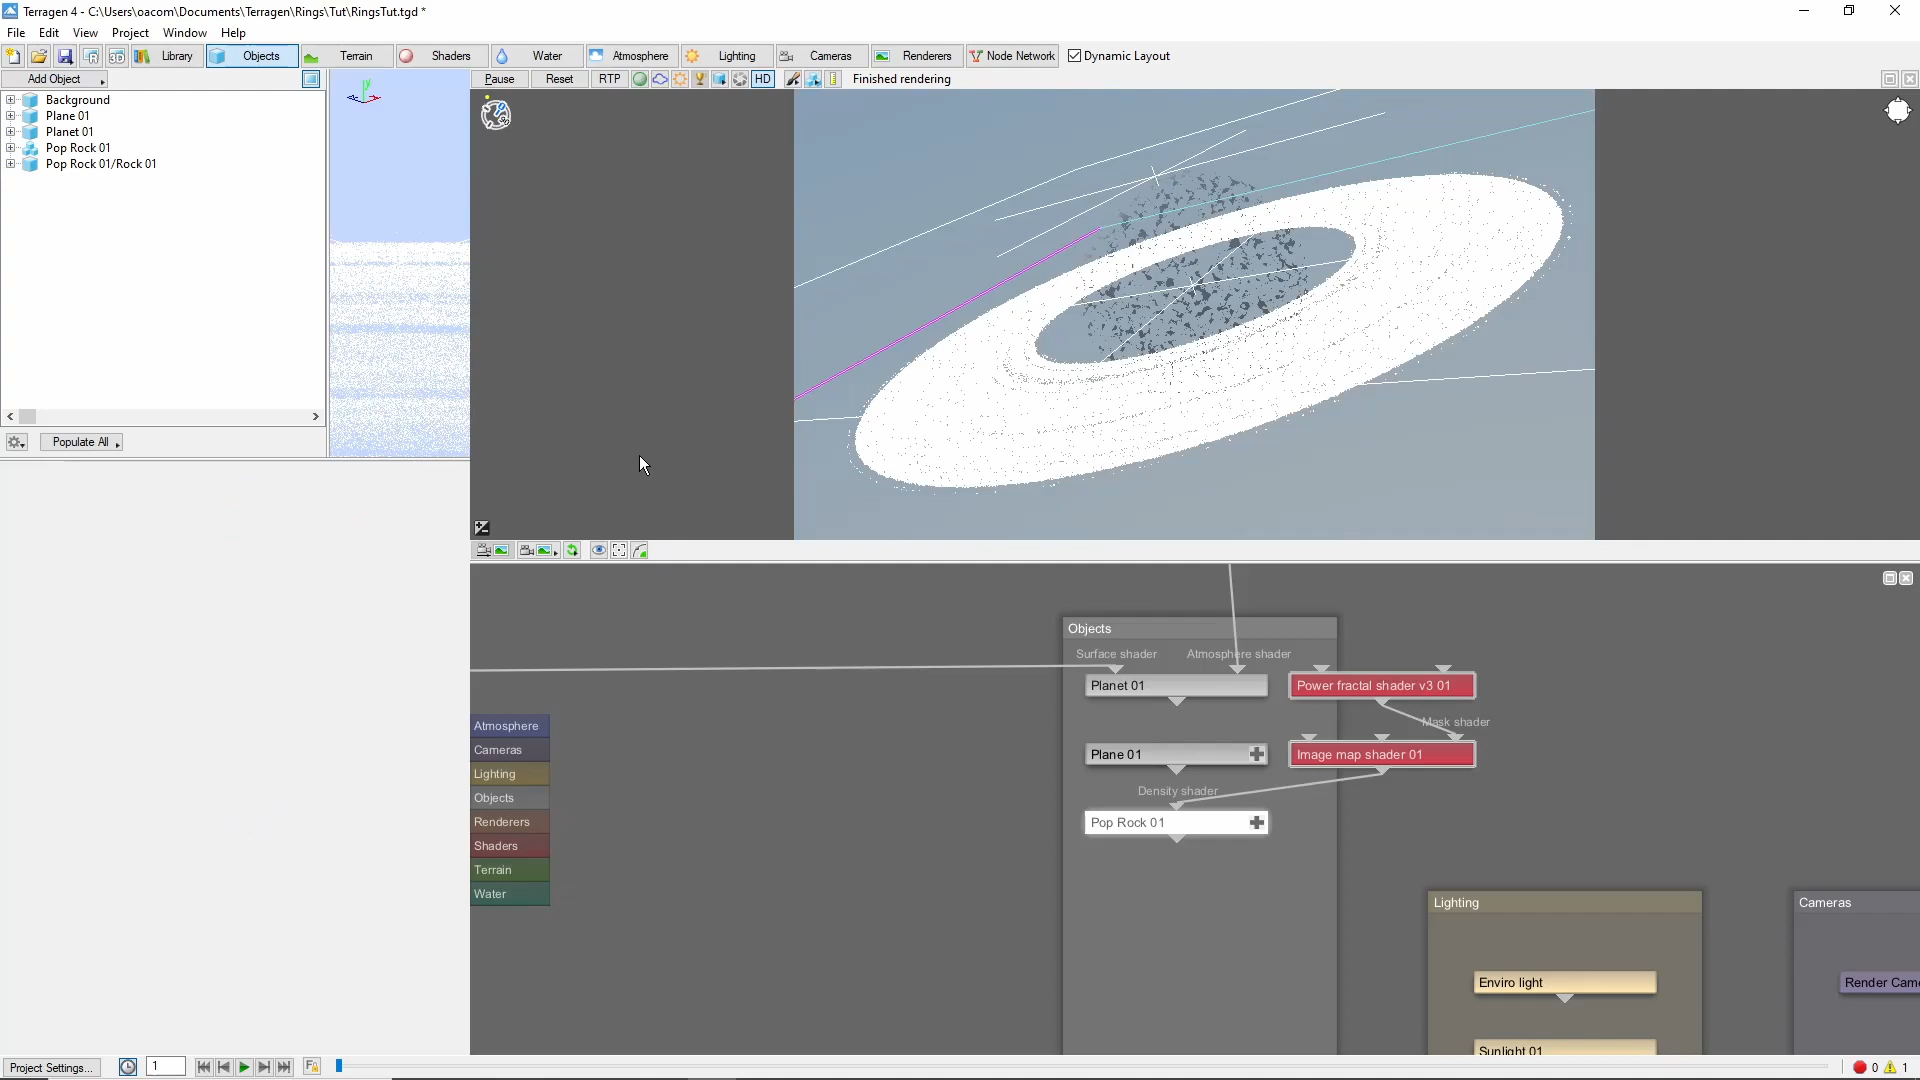 Terragen 4 - C:\Users\oacom\Documents\Terragen\Rings\Tut\RingsTut.tgd *
File Edit View Project Window Help
Library Objects Terrain Shaders Water Atmosphere Lighting Cameras Renderers Node Network Dynamic Layout
Add Object
Pause Reset RTP HD Finished rendering
Background
Plane 01
Planet 01
Pop Rock 01
Pop Rock 01/Rock 01
Populate All
Objects
Surface shader Atmosphere shader
Planet 01 Power fractal shader v3 01
Mask shader
Plane 01 Image map shader 01
Density shader
Pop Rock 01
Atmosphere
Cameras
Lighting
Objects
Renderers
Shaders
Terrain
Water
Lighting
Enviro light
Sunlight 01
Cameras
Render Came
Project Settings... 1 0 1